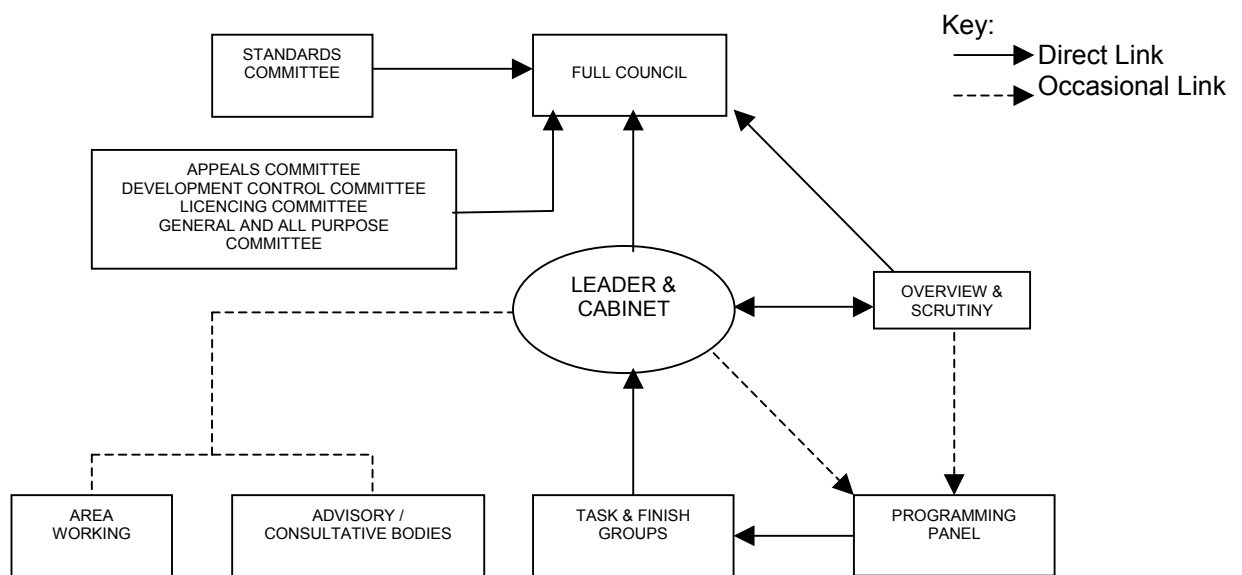 Key:
Direct Link
Occasional Link
STANDARDS
COMMITTEE
FULL COUNCIL
APPEALS COMMITTEE
DEVELOPMENT CONTROL COMMITTEE
LICENCING COMMITTEE
GENERAL AND ALL PURPOSE
COMMITTEE
LEADER &
CABINET
OVERVIEW &
SCRUTINY
AREA
WORKING
ADVISORY /
CONSULTATIVE BODIES
TASK & FINISH
GROUPS
PROGRAMMING
PANEL